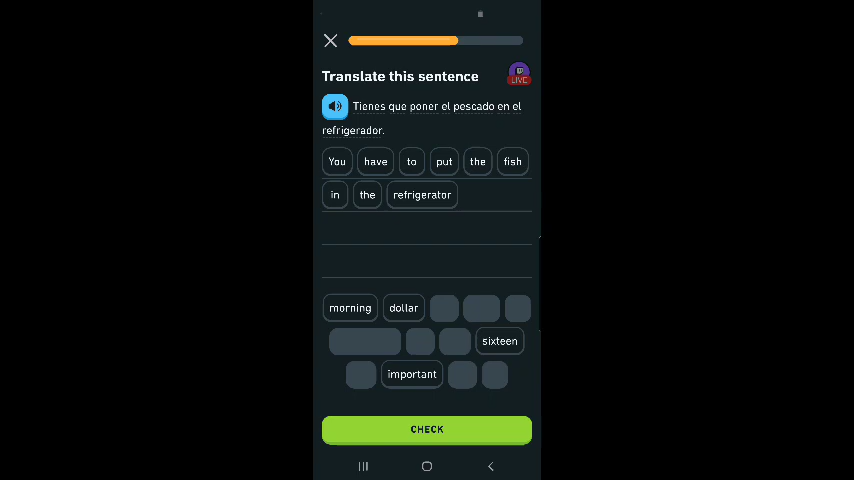 Translate this sentence
LIVE
Tienes que poner el pescado en el
refrigerador.
You have to put the fish
in the refrigerator
morning dollar
sixteen
important
CHECK